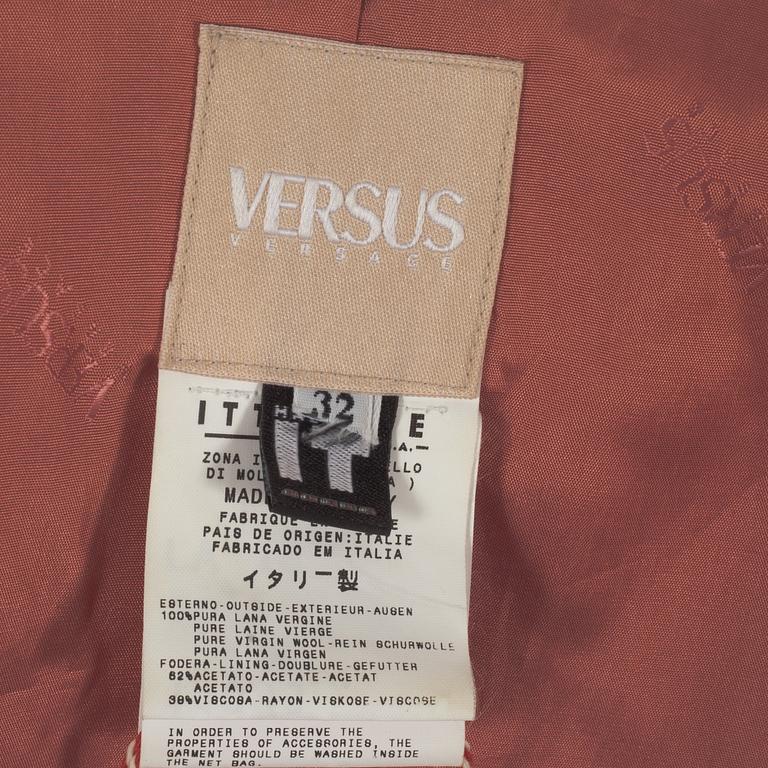 VERSUS
VERSACE
32
IT
ZONA
DI
MADE
FABRIQUE
PAIS DE ORIGEN:ITALIE
FABRICADO EM ITALIA
イタリー製
ESTERNO-OUTSIDE-EXTERIEUR-AUSEN
100%PURA LANA VERGINE
PURE LAINE VIERGE
PURE VIRGIN WOOL-REIN SCHURWOLLE
PURA LANA VIRGEN
FODERA-LINING-DOUBLURE-GEFUTTER
62%ACETATO-ACETATE-ACETAT
ACETATO
38%VISCOSA-RAYON-VISKOSE-VISCOSE
IN ORDER TO PRESERVE THE
PROPERTIES OF ACCESSORIES, THE
GARMENT SHOULD BE WASHED INSIDE
THE NET BAG.